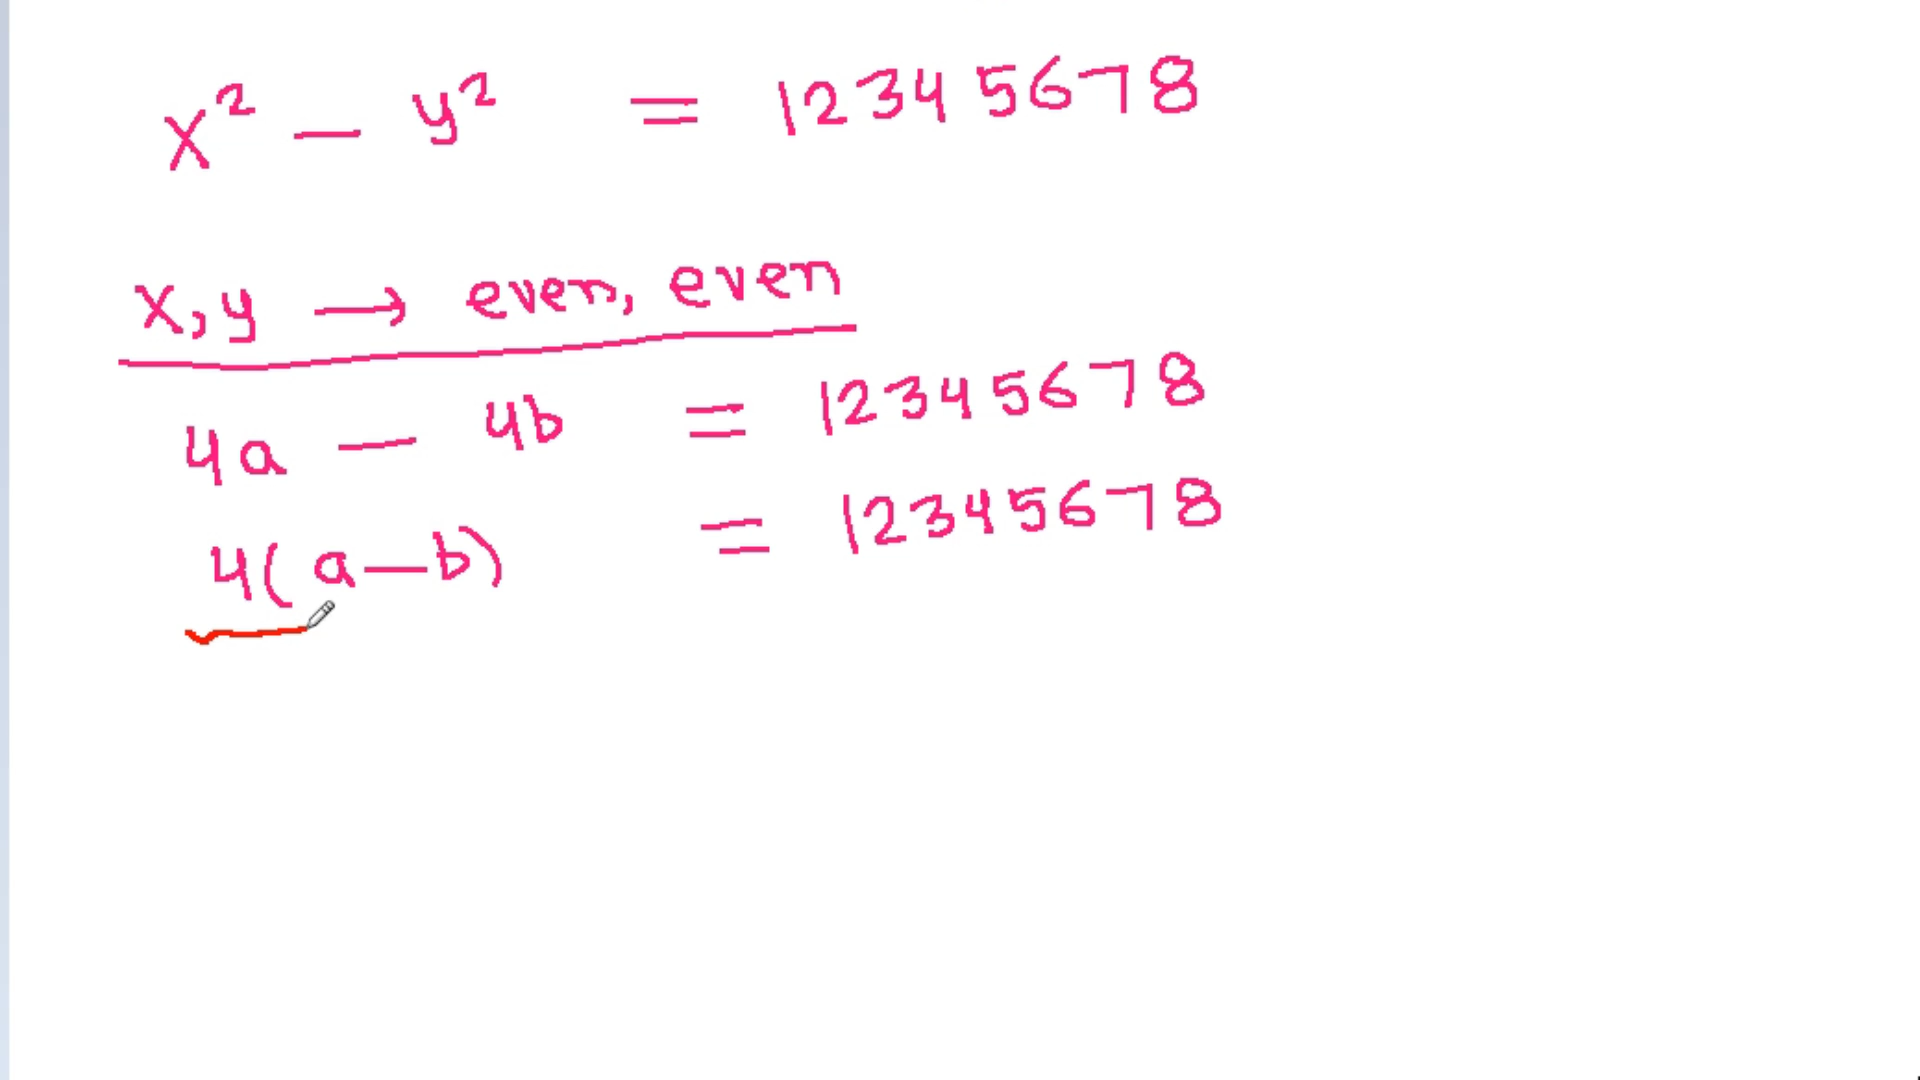 x² − y² = 12345678
x, y → even, even
4a − 4b = 12345678
4(a−b) = 12345678